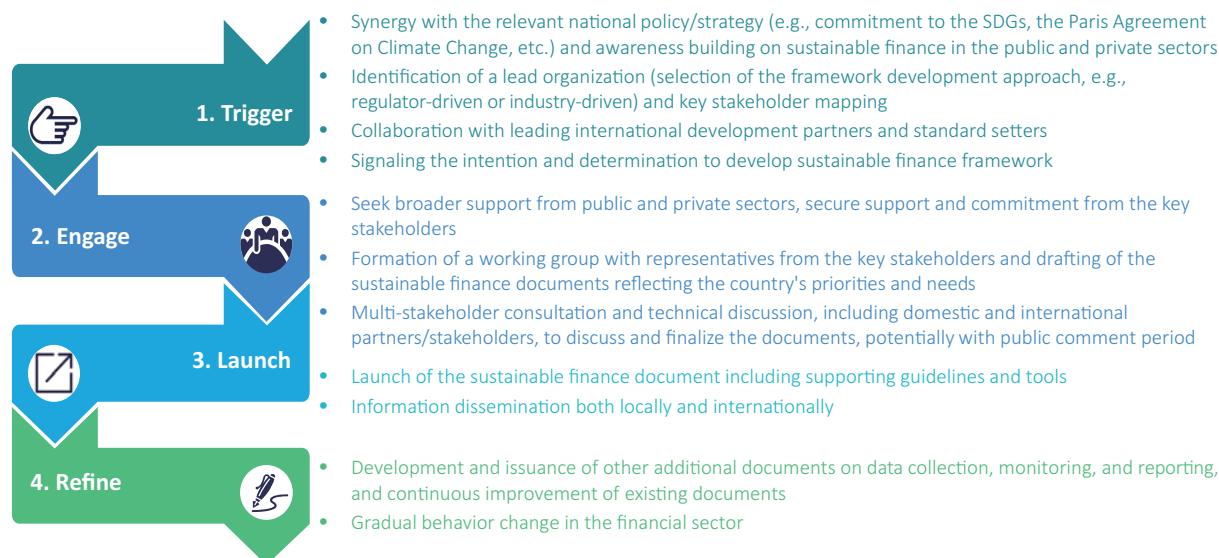 • Synergy with the relevant national policy/strategy (e.g., commitment to the SDGs, the Paris Agreement
on Climate Change, etc.) and awareness building on sustainable finance in the public and private sectors
• Identification of a lead organization (selection of the framework development approach, e.g.,
regulator-driven or industry-driven) and key stakeholder mapping
1. Trigger
• Collaboration with leading international development partners and standard setters
• Signaling the intention and determination to develop sustainable finance framework
• Seek broader support from public and private sectors, secure support and commitment from the key
stakeholders
2. Engage
• Formation of a working group with representatives from the key stakeholders and drafting of the
sustainable finance documents reflecting the country's priorities and needs
• Multi-stakeholder consultation and technical discussion, including domestic and international
partners/stakeholders, to discuss and finalize the documents, potentially with public comment period
3. Launch
• Launch of the sustainable finance document including supporting guidelines and tools
• Information dissemination both locally and internationally
4. Refine
• Development and issuance of other additional documents on data collection, monitoring, and reporting,
and continuous improvement of existing documents
• Gradual behavior change in the financial sector